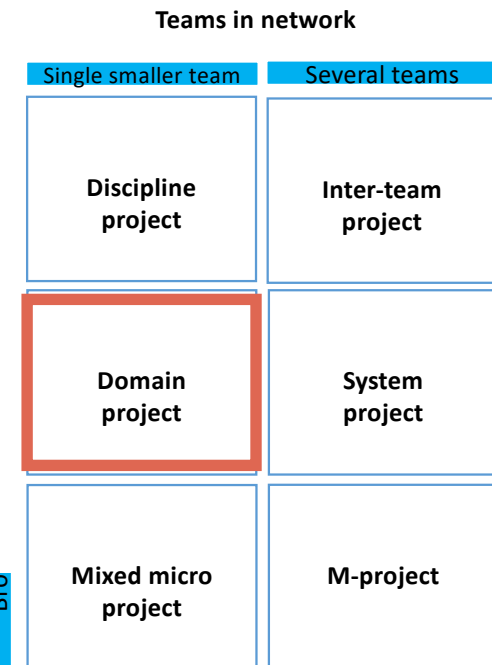 Teams in network
Single smaller team
Several teams
Discipline
project
Inter-team
project
Domain
project
System
project
Mixed micro
project
M-project